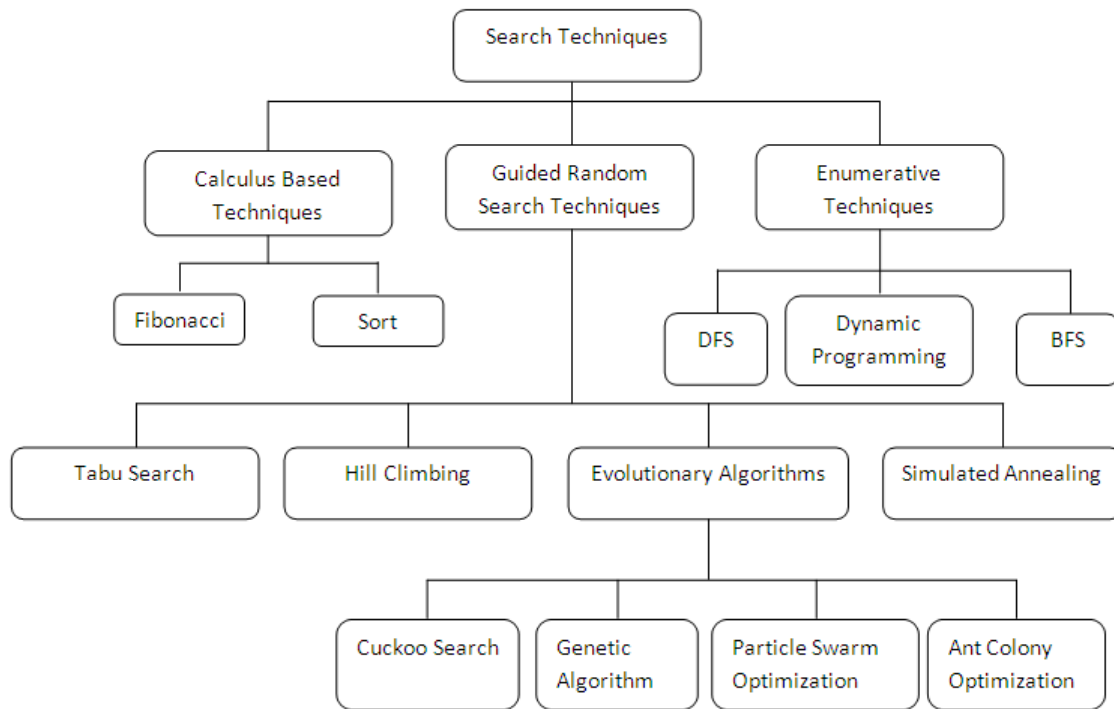 Search Techniques
Calculus Based
Techniques
Guided Random
Search Techniques
Enumerative
Techniques
Fibonacci
Sort
DFS
Dynamic
Programming
BFS
Tabu Search
Hill Climbing
Evolutionary Algorithms
Simulated Annealing
Cuckoo Search
Genetic
Algorithm
Particle Swarm
Optimization
Ant Colony
Optimization